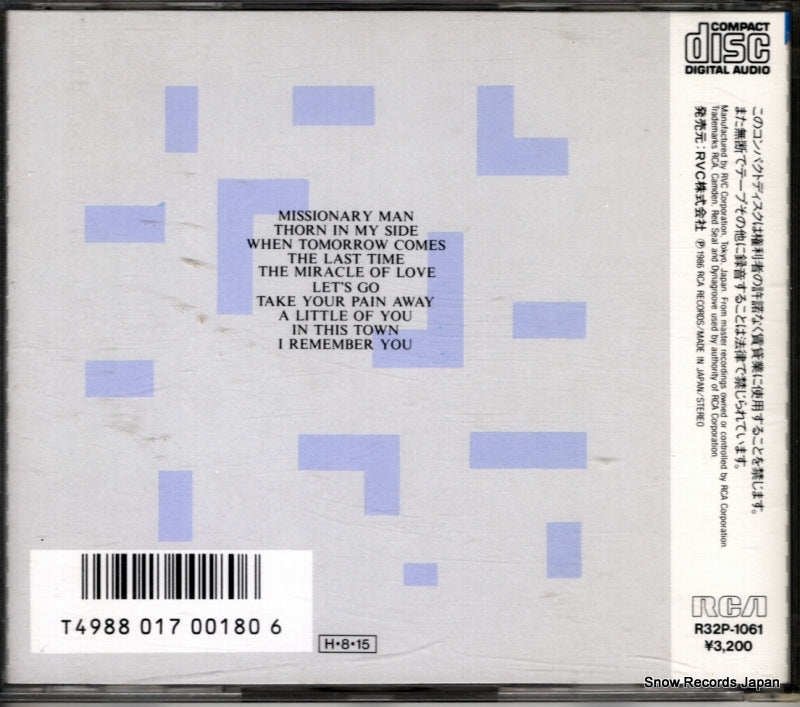 COMPACT
disc
DIGITAL AUDIO
MISSIONARY MAN
THORN IN MY SIDE
WHEN TOMORROW COMES
THE LAST TIME
THE MIRACLE OF LOVE
LET'S GO
TAKE YOUR PAIN AWAY
A LITTLE OF YOU
IN THIS TOWN
I REMEMBER YOU
このコンパクトディスクは権利者の許諾なく賃貸業に使用することを禁じます。
また無断でテープその他に録音することは法律で禁じられています。
Manufactured by RVC Corporation, Tokyo, Japan. From master recordings owned or controlled by RCA Corporation
Trademarks RCA, Camden, Red Seal and Dynagroove used by authority of RCA Corporation.
発売元：RVC株式会社 ℗ 1986 RCA RECORDS/MADE IN JAPAN/STEREO
T4988 017 00180 6
H・8・15
RCA
R32P-1061
¥3,200
Snow Records Japan